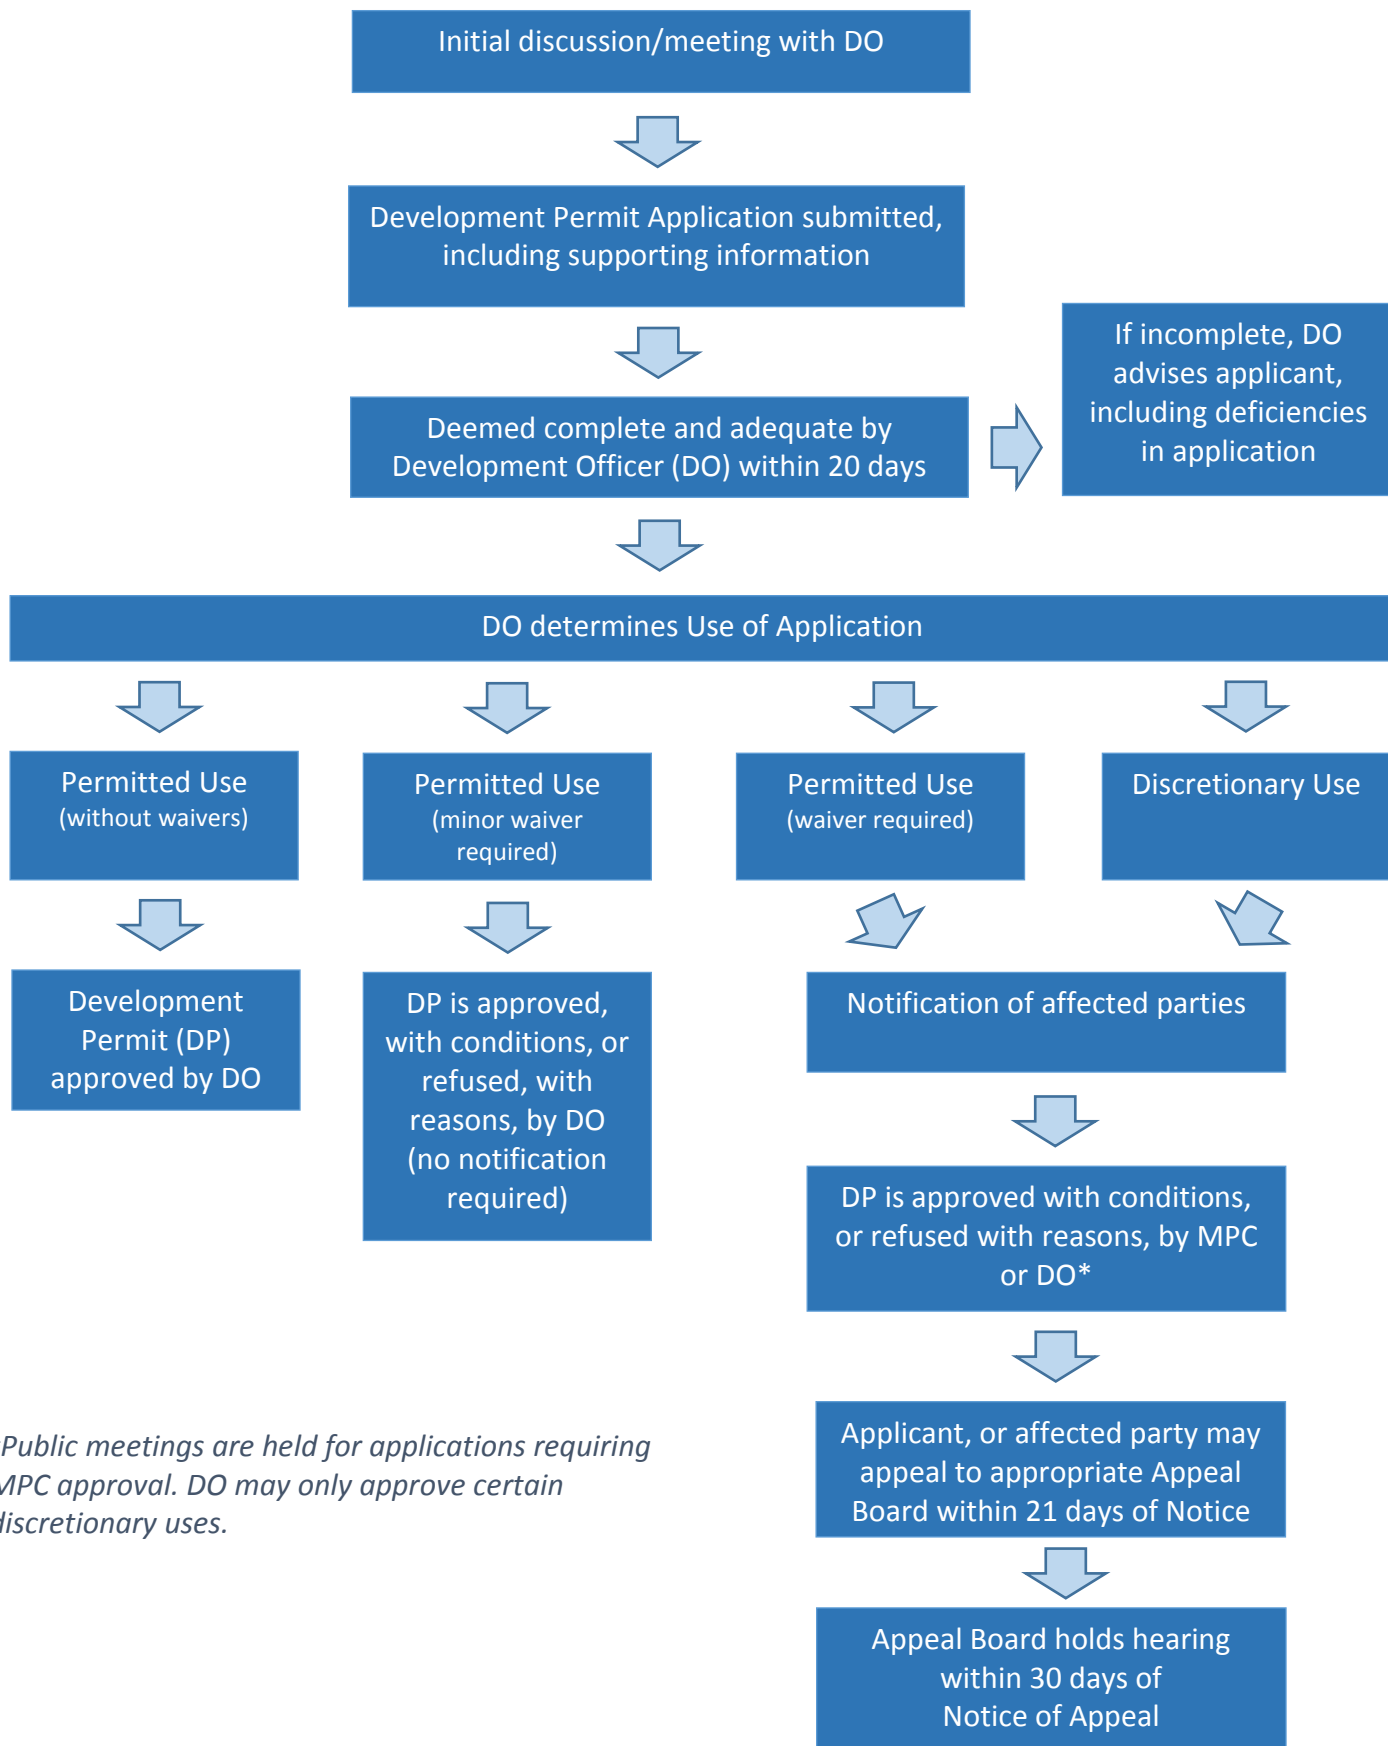 Initial discussion/meeting with DO
Development Permit Application submitted,
including supporting information
If incomplete, DO
advises applicant,
including deficiencies
in application
Deemed complete and adequate by
Development Officer (DO) within 20 days
DO determines Use of Application
Permitted Use
(without waivers)
Permitted Use
(minor waiver
required)
Permitted Use
(waiver required)
Discretionary Use
Development
Permit (DP)
approved by DO
DP is approved,
with conditions, or
refused, with
reasons, by DO
(no notification
required)
Notification of affected parties
DP is approved with conditions,
or refused with reasons, by MPC
or DO*
Applicant, or affected party may
appeal to appropriate Appeal
Board within 21 days of Notice
Appeal Board holds hearing
within 30 days of
Notice of Appeal
*Public meetings are held for applications requiring
MPC approval. DO may only approve certain
discretionary uses.